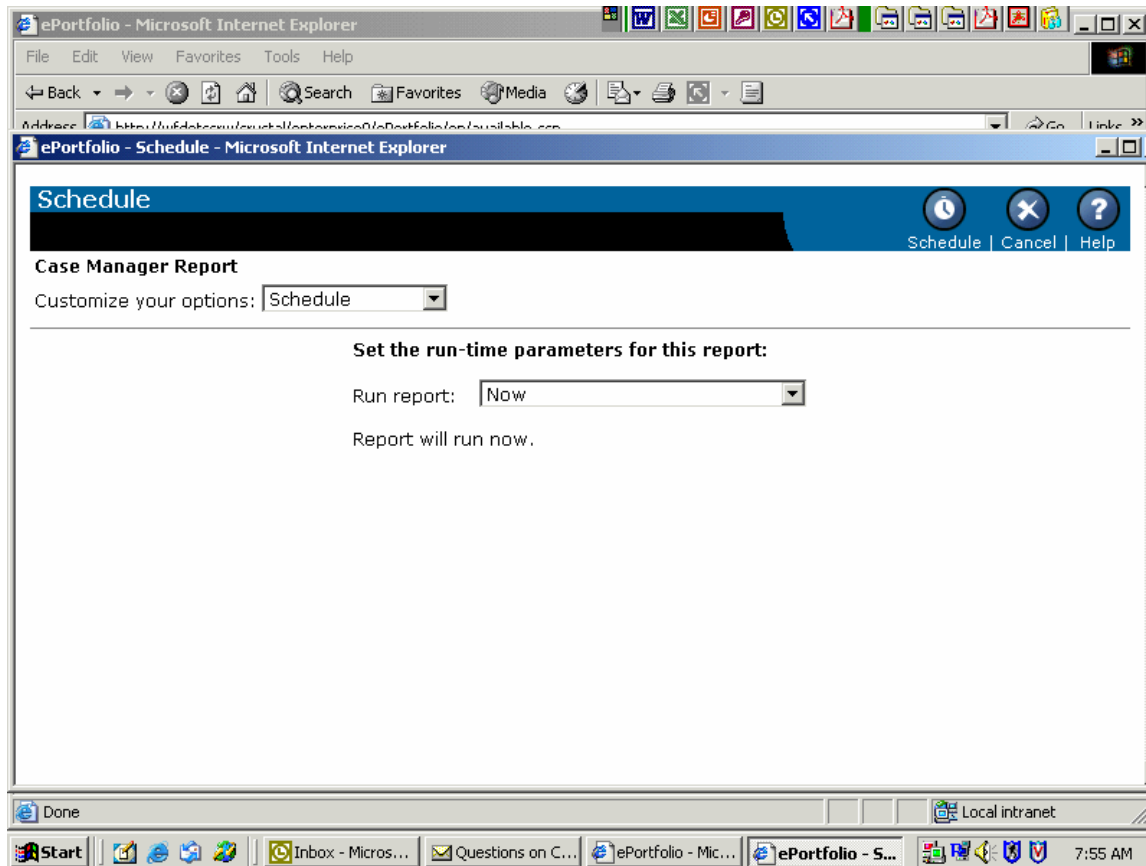 ePortfolio - Microsoft Internet Explorer
File Edit View Favorites Tools Help
Back Search Favorites Media
Address Go Links »
ePortfolio - Schedule - Microsoft Internet Explorer
Schedule
Schedule | Cancel | Help
Case Manager Report
Customize your options: Schedule
Set the run-time parameters for this report:
Run report: Now
Report will run now.
Done Local intranet
Start Inbox - Micros... Questions on C... ePortfolio - Mic... ePortfolio - S... 7:55 AM